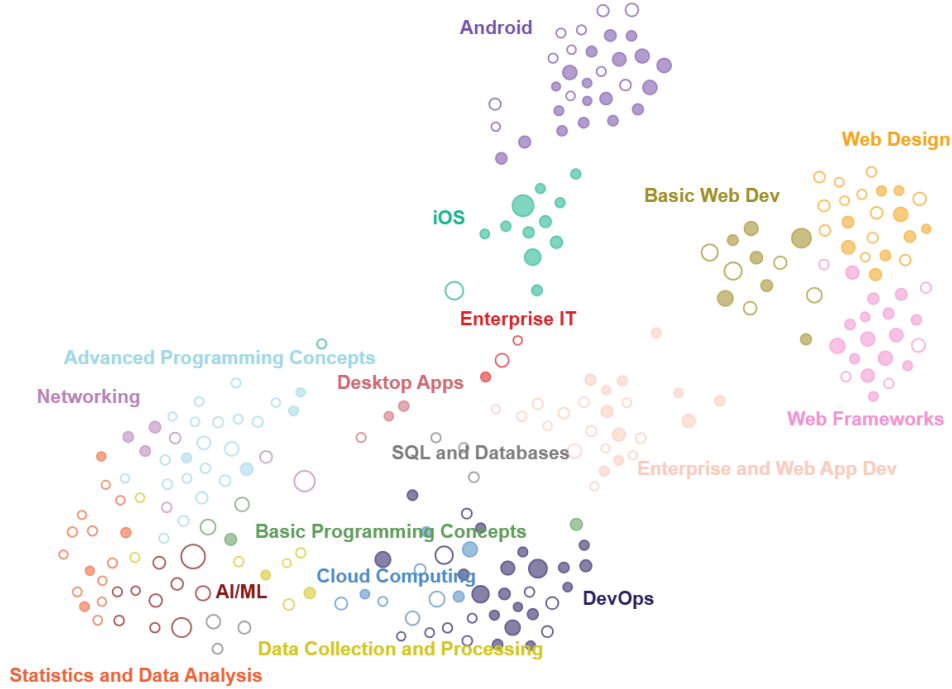 Android
Web Design
Basic Web Dev
iOS
Enterprise IT
Advanced Programming Concepts
Desktop Apps
Networking
Web Frameworks
SQL and Databases
Enterprise and Web App Dev
Basic Programming Concepts
Cloud Computing
AI/ML
DevOps
Data Collection and Processing
Statistics and Data Analysis